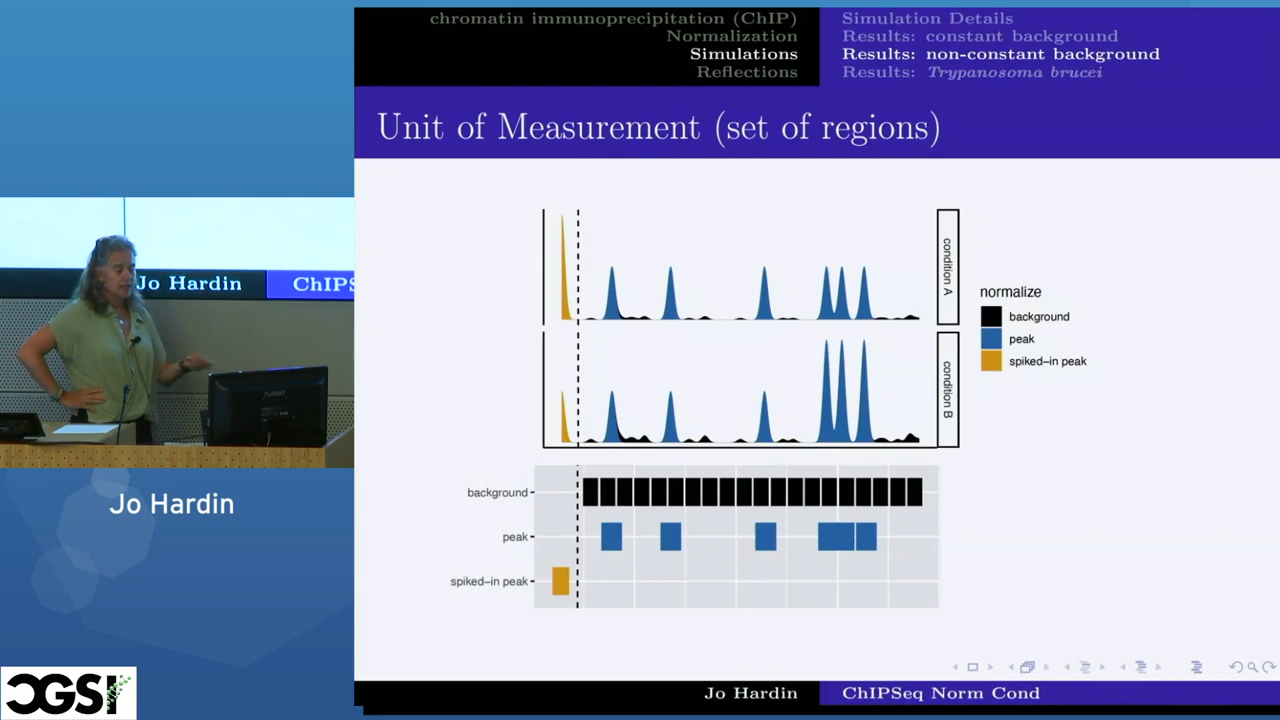 chromatin immunoprecipitation (ChIP)
Normalization
Simulations
Reflections
Simulation Details
Results: constant background
Results: non-constant background
Results: Trypanosoma brucei
Unit of Measurement (set of regions)
condition A
condition B
normalize
background
peak
spiked-in peak
background
peak
spiked-in peak
Jo Hardin
ChIPS
Jo Hardin
CGSI
Jo Hardin
ChIPSeq Norm Cond